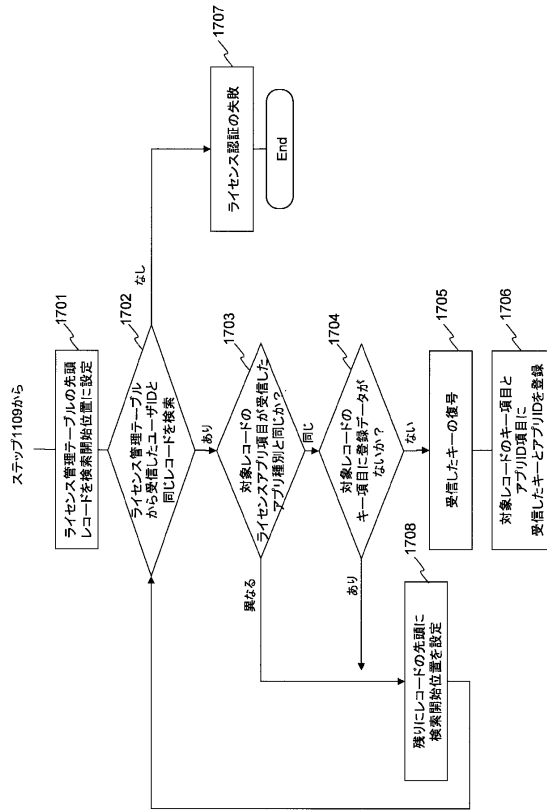 ステップ1109から
1701
ライセンス管理テーブルの先頭
レコードを検索開始位置に設定
1702
ライセンス管理テーブル
から受信したユーザIDと
同じレコードを検索
なし
1707
ライセンス認証の失敗
End
あり
1703
対象レコードの
ライセンスアプリ項目が受信した
アプリ種別と同じか?
異なる
同じ
1704
対象レコードの
キー項目に登録データが
ないか?
あり
ない
1705
受信したキーの復号
1706
対象レコードのキー項目と
アプリID項目に
受信したキーとアプリIDを登録
1708
残りにレコードの先頭に
検索開始位置を設定